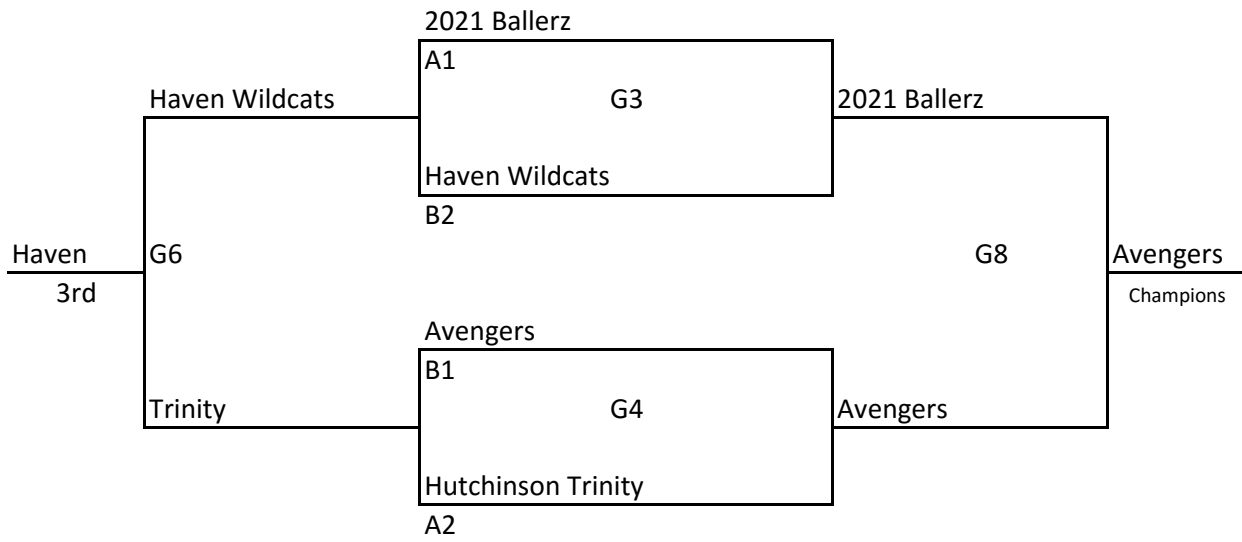 2021 Ballerz
A1
Haven Wildcats
G3
2021 Ballerz
Haven Wildcats
B2
Haven
G6
G8
Avengers
3rd
Champions
Avengers
B1
Trinity
G4
Avengers
Hutchinson Trinity
A2